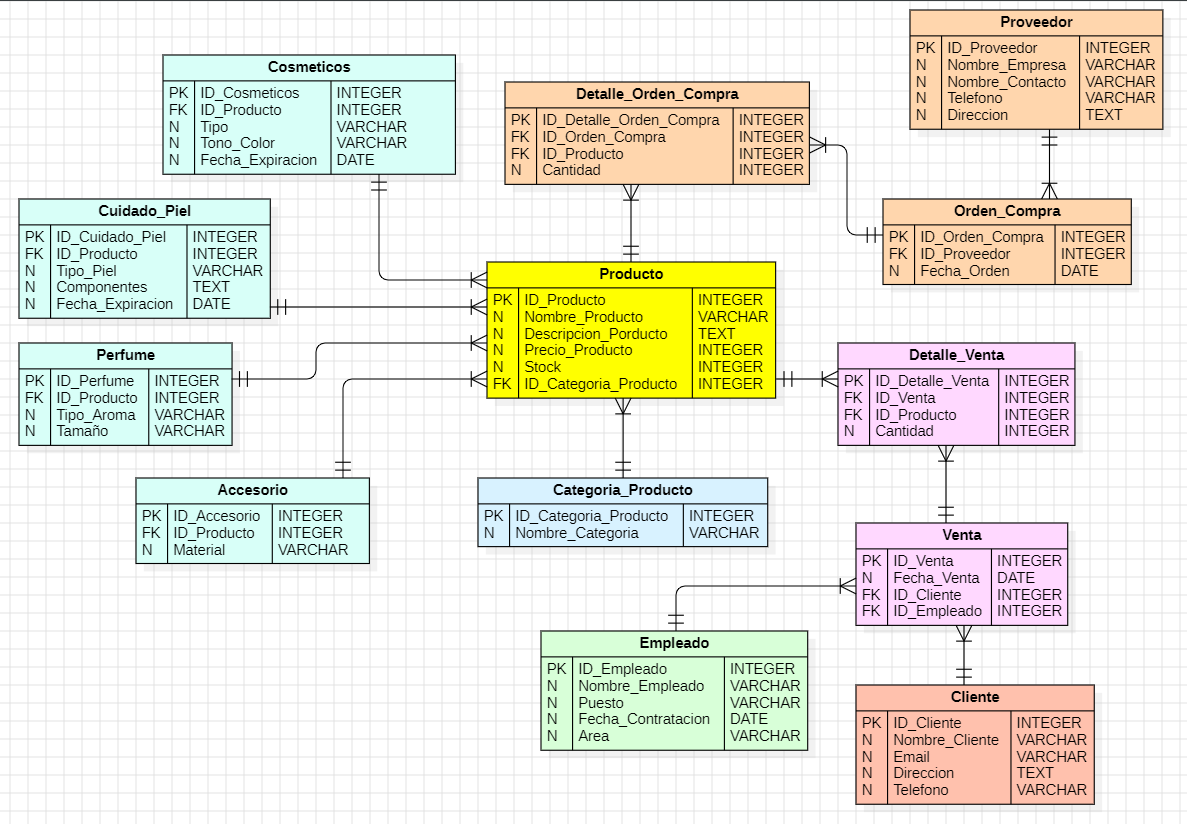 Proveedor
PK ID_Proveedor INTEGER
N Nombre_Empresa VARCHAR
N Nombre_Contacto VARCHAR
N Telefono VARCHAR
N Direccion TEXT
Cosmeticos
PK ID_Cosmeticos INTEGER
FK ID_Producto INTEGER
N Tipo VARCHAR
N Tono_Color VARCHAR
N Fecha_Expiracion DATE
Detalle_Orden_Compra
PK ID_Detalle_Orden_Compra INTEGER
FK ID_Orden_Compra INTEGER
FK ID_Producto INTEGER
N Cantidad INTEGER
Cuidado_Piel
PK ID_Cuidado_Piel INTEGER
FK ID_Producto INTEGER
N Tipo_Piel VARCHAR
N Componentes TEXT
N Fecha_Expiracion DATE
Orden_Compra
PK ID_Orden_Compra INTEGER
FK ID_Proveedor INTEGER
N Fecha_Orden DATE
Producto
PK ID_Producto INTEGER
N Nombre_Producto VARCHAR
N Descripcion_Porducto TEXT
N Precio_Producto INTEGER
N Stock INTEGER
FK ID_Categoria_Producto INTEGER
Perfume
PK ID_Perfume INTEGER
FK ID_Producto INTEGER
N Tipo_Aroma VARCHAR
N Tamaño VARCHAR
Detalle_Venta
PK ID_Detalle_Venta INTEGER
FK ID_Venta INTEGER
FK ID_Producto INTEGER
N Cantidad INTEGER
Accesorio
PK ID_Accesorio INTEGER
FK ID_Producto INTEGER
N Material VARCHAR
Categoria_Producto
PK ID_Categoria_Producto INTEGER
N Nombre_Categoria VARCHAR
Venta
PK ID_Venta INTEGER
N Fecha_Venta DATE
FK ID_Cliente INTEGER
FK ID_Empleado INTEGER
Empleado
PK ID_Empleado INTEGER
N Nombre_Empleado VARCHAR
N Puesto VARCHAR
N Fecha_Contratacion DATE
N Area VARCHAR
Cliente
PK ID_Cliente INTEGER
N Nombre_Cliente VARCHAR
N Email VARCHAR
N Direccion TEXT
N Telefono VARCHAR